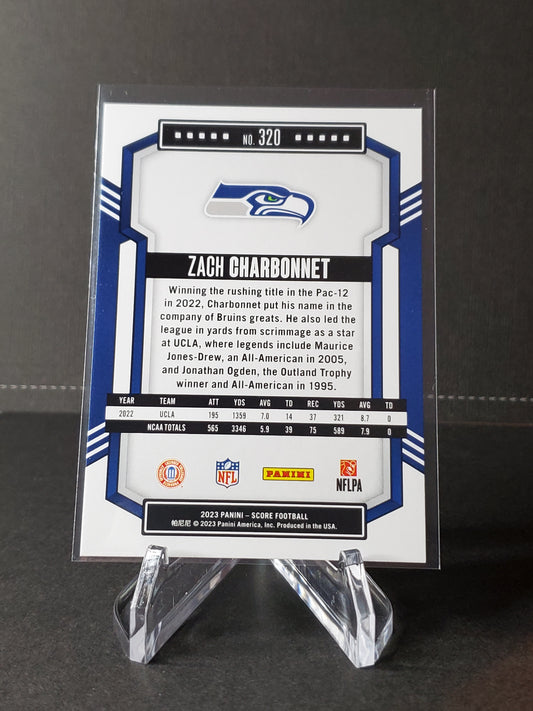 NO. 320
ZACH CHARBONNET
Winning the rushing title in the Pac-12
in 2022, Charbonnet put his name in the
company of Bruins greats. He also led the
league in yards from scrimmage as a star
at UCLA, where legends include Maurice
Jones-Drew, an All-American in 2005,
and Jonathan Ogden, the Outland Trophy
winner and All-American in 1995.
YEAR TEAM ATT YDS AVG TD REC YDS AVG TD
2022 UCLA 195 1359 7.0 14 37 321 8.7 0
NCAA TOTALS 565 3346 5.9 39 75 589 7.9 0
NFL
PANINI
NFLPA
2023 PANINI – SCORE FOOTBALL
帕尼尼 © 2023 Panini America, Inc. Produced in the USA.